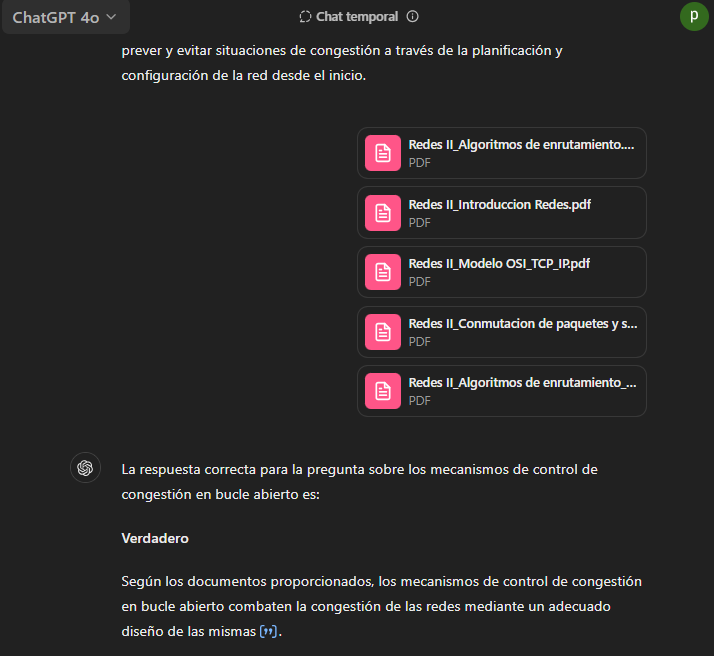 ChatGPT 4o
Chat temporal
p
prever y evitar situaciones de congestión a través de la planificación y
configuración de la red desde el inicio.
Redes II_Algoritmos de enrutamiento....
PDF
Redes II_Introduccion Redes.pdf
PDF
Redes II_Modelo OSI_TCP_IP.pdf
PDF
Redes II_Conmutacion de paquetes y s...
PDF
Redes II_Algoritmos de enrutamiento_...
PDF
La respuesta correcta para la pregunta sobre los mecanismos de control de
congestión en bucle abierto es:
Verdadero
Según los documentos proporcionados, los mecanismos de control de congestión
en bucle abierto combaten la congestión de las redes mediante un adecuado
diseño de las mismas [”].